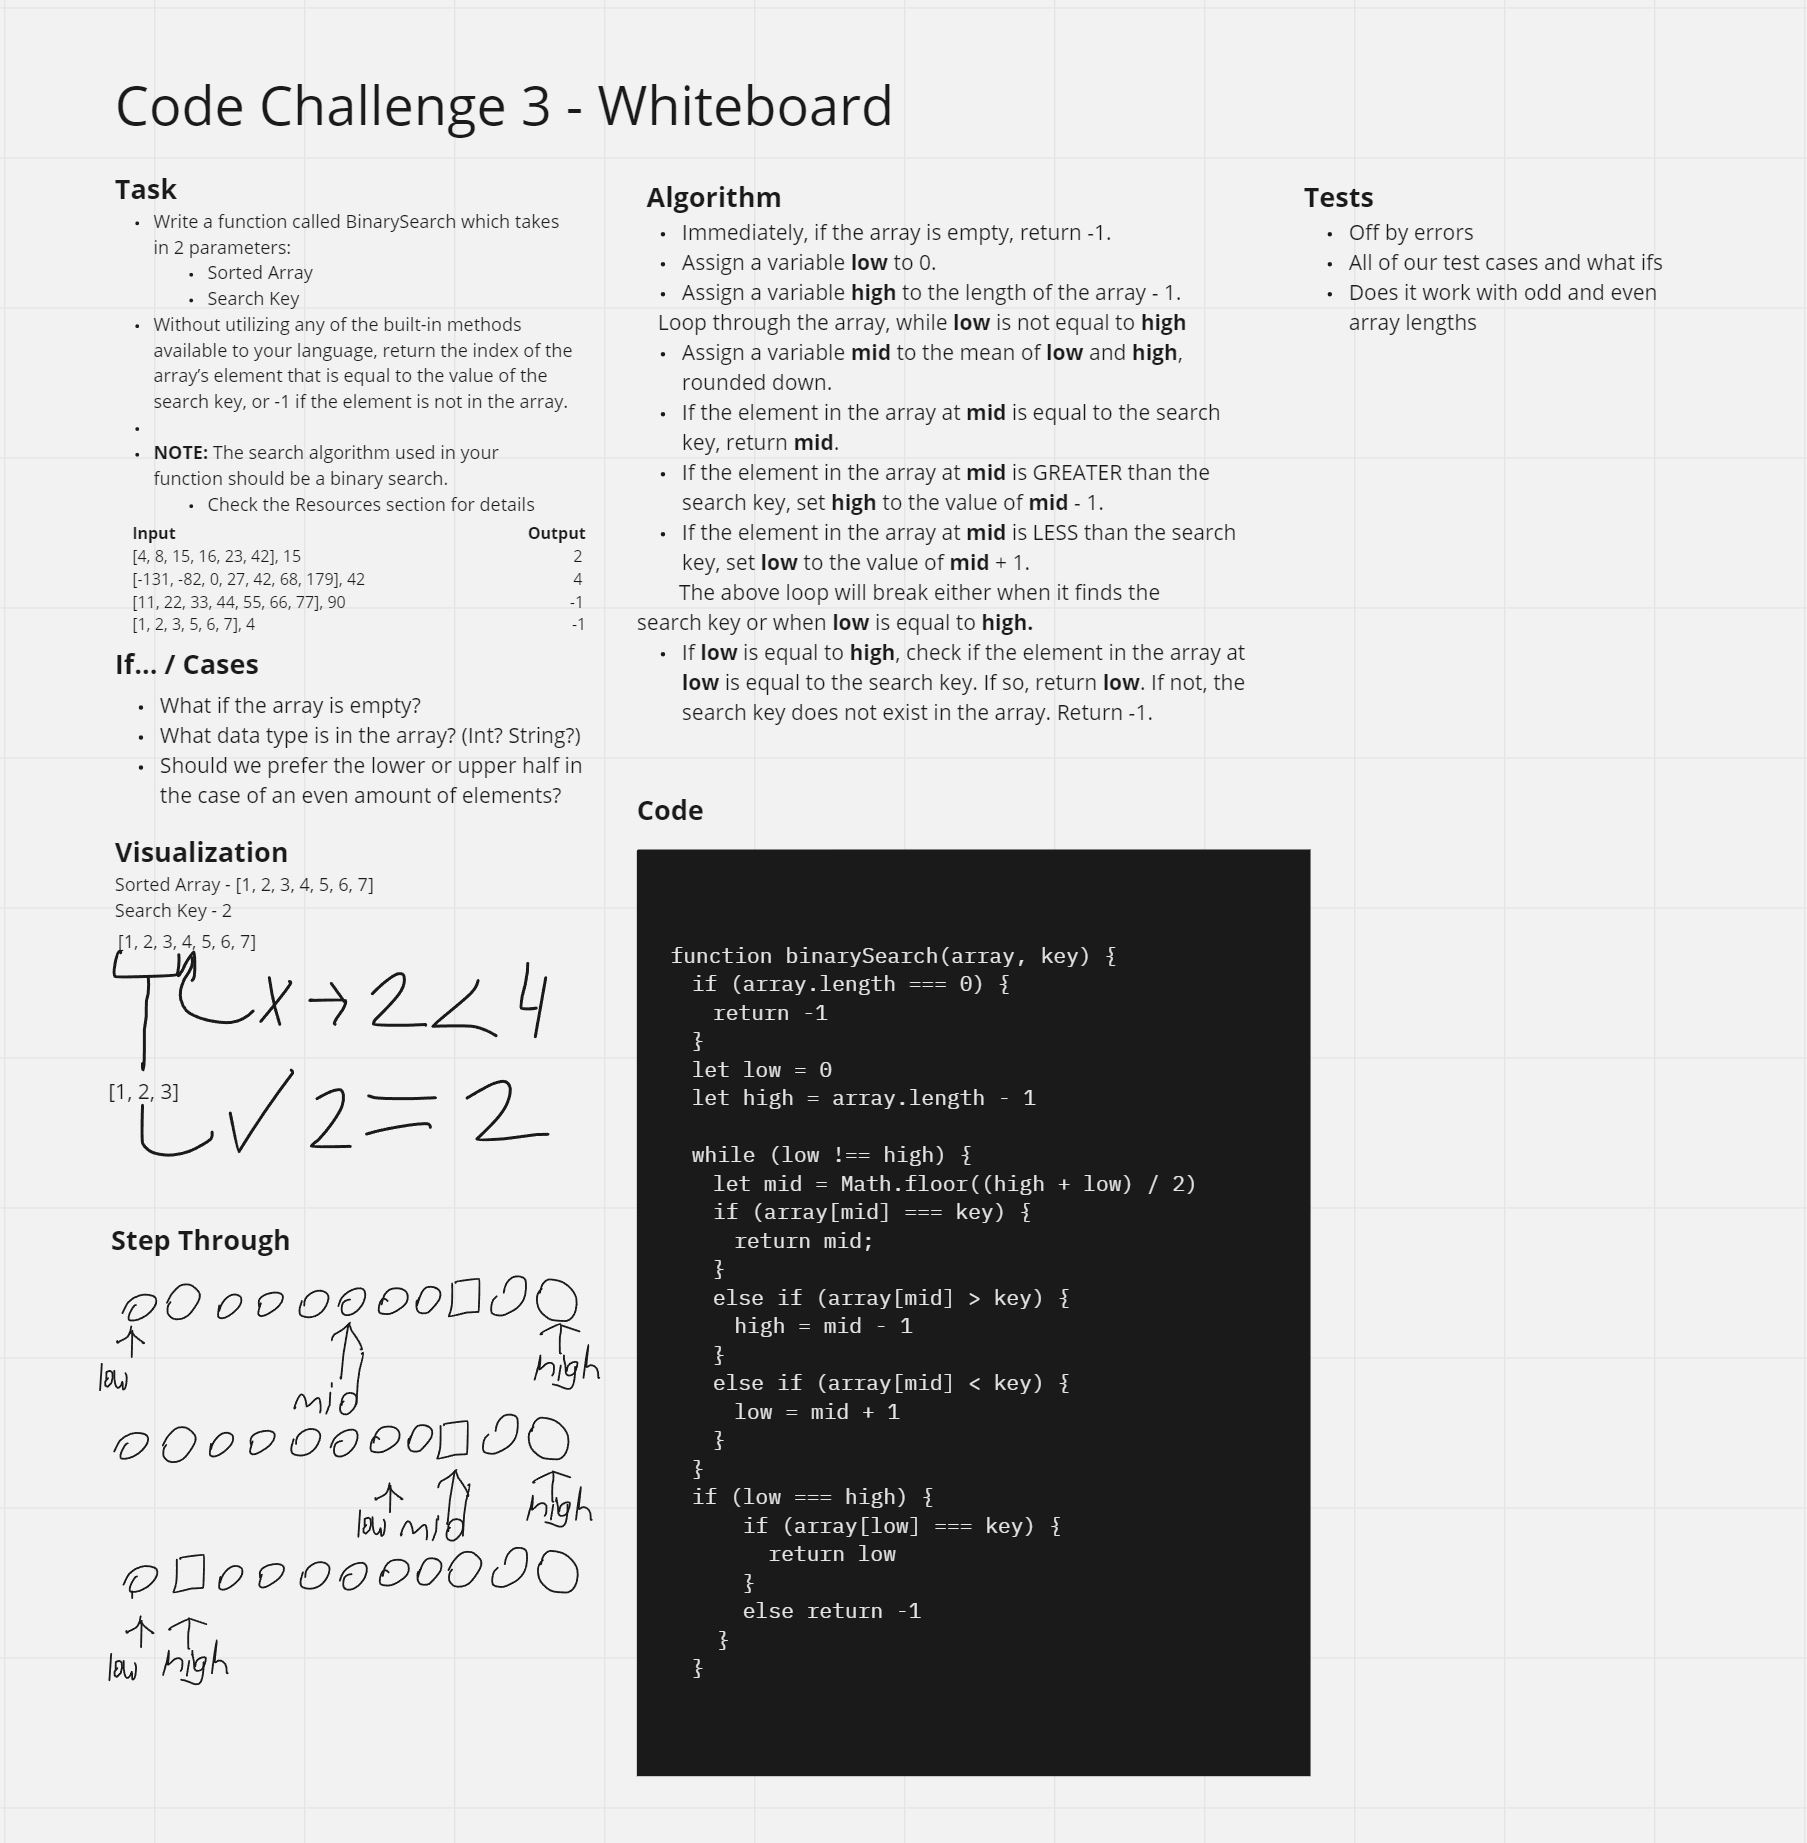 Code Challenge 3 - Whiteboard
Task
• Write a function called BinarySearch which takes
in 2 parameters:
• Sorted Array
• Search Key
• Without utilizing any of the built-in methods
available to your language, return the index of the
array’s element that is equal to the value of the
search key, or -1 if the element is not in the array.
•
• NOTE: The search algorithm used in your
function should be a binary search.
• Check the Resources section for details
Input Output
[4, 8, 15, 16, 23, 42], 15 2
[-131, -82, 0, 27, 42, 68, 179], 42 4
[11, 22, 33, 44, 55, 66, 77], 90 -1
[1, 2, 3, 5, 6, 7], 4 -1
If... / Cases
• What if the array is empty?
• What data type is in the array? (Int? String?)
• Should we prefer the lower or upper half in
the case of an even amount of elements?
Visualization
Sorted Array - [1, 2, 3, 4, 5, 6, 7]
Search Key - 2
[1, 2, 3, 4, 5, 6, 7]
x → 2 < 4
[1, 2, 3]
✓ 2 = 2
Step Through
low mid high
low mid high
low high
Algorithm
• Immediately, if the array is empty, return -1.
• Assign a variable low to 0.
• Assign a variable high to the length of the array - 1.
Loop through the array, while low is not equal to high
• Assign a variable mid to the mean of low and high,
rounded down.
• If the element in the array at mid is equal to the search
key, return mid.
• If the element in the array at mid is GREATER than the
search key, set high to the value of mid - 1.
• If the element in the array at mid is LESS than the search
key, set low to the value of mid + 1.
The above loop will break either when it finds the
search key or when low is equal to high.
• If low is equal to high, check if the element in the array at
low is equal to the search key. If so, return low. If not, the
search key does not exist in the array. Return -1.
Code
function binarySearch(array, key) {
if (array.length === 0) {
return -1
}
let low = 0
let high = array.length - 1
while (low !== high) {
let mid = Math.floor((high + low) / 2)
if (array[mid] === key) {
return mid;
}
else if (array[mid] > key) {
high = mid - 1
}
else if (array[mid] < key) {
low = mid + 1
}
}
if (low === high) {
if (array[low] === key) {
return low
}
else return -1
}
}
Tests
• Off by errors
• All of our test cases and what ifs
• Does it work with odd and even
array lengths